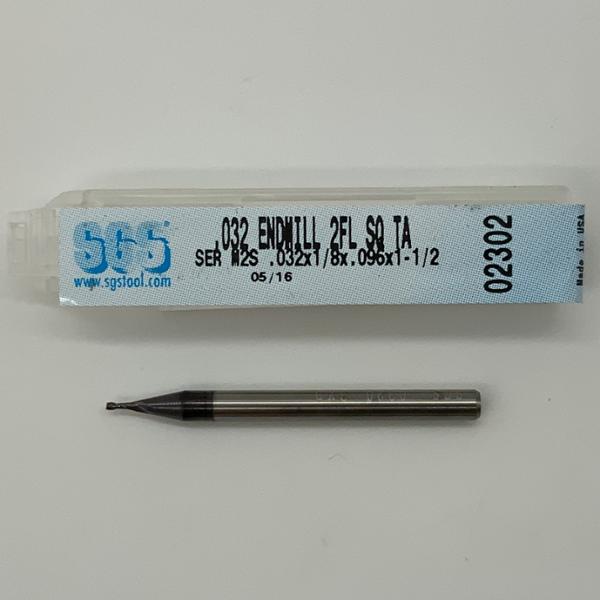 .032 ENDMILL 2FL SQ TA
SGS
SER M2S .032x1/8x.096x1-1/2
www.sgstool.com
05/16
02302
Made in USA